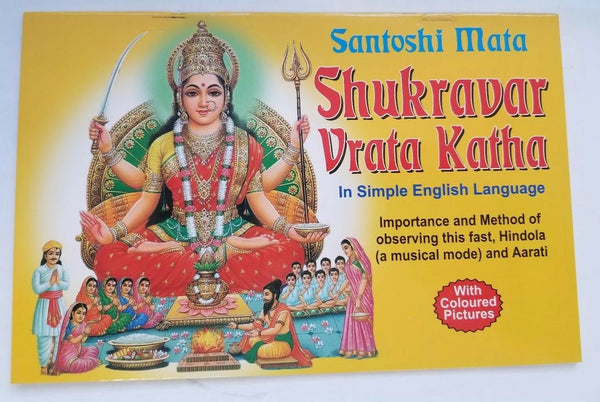 Santoshi Mata
Shukravar
Vrata Katha
In Simple English Language
Importance and Method of
observing this fast, Hindola
(a musical mode) and Aarati
With
Coloured
Pictures